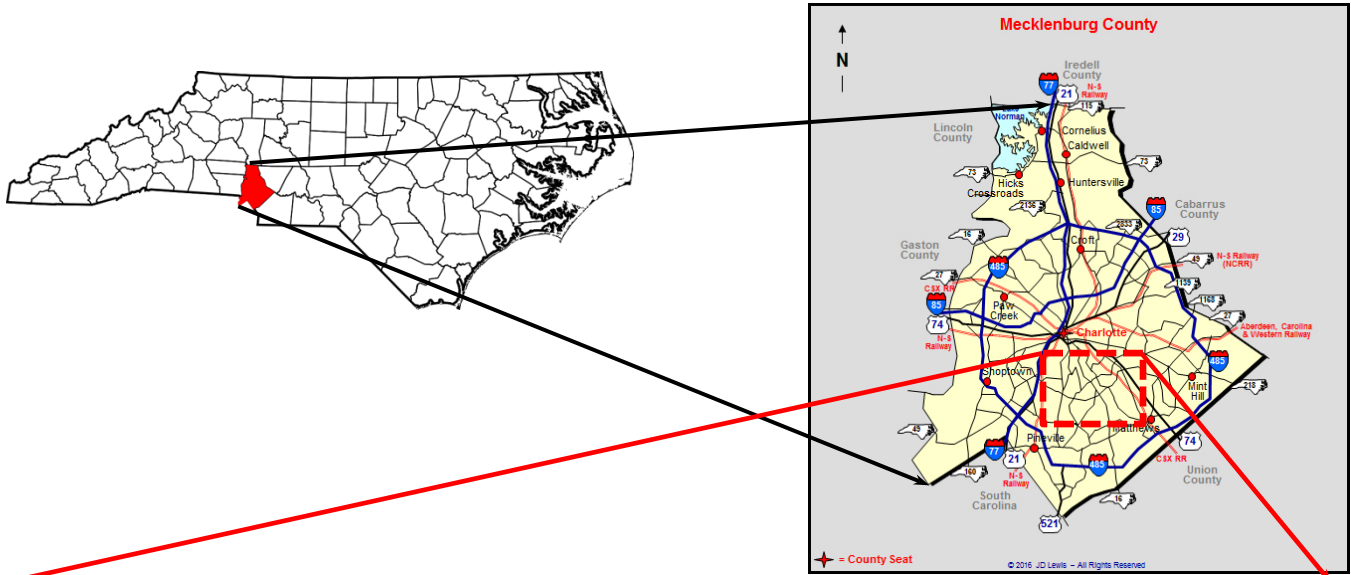 Mecklenburg County
N
Iredell
County
77
21
N-S
Railway
115
Lake
Norman
Lincoln
County
Cornelius
Caldwell
73
73
Hicks
Crossroads
Huntersville
2136
85
Cabarrus
County
2833
16
29
Croft
Gaston
County
49
N-S Railway
(NCRR)
485
27
CSX RR
1139
85
Paw
Creek
1168
74
27
N-S
Railway
Charlotte
Aberdeen, Carolina
& Western Railway
485
Shoptown
Mint
Hill
218
49
Matthews
Pineville
74
77
21
485
CSX RR
160
N-S
Railway
Union
County
South
Carolina
16
521
= County Seat
© 2016 JD Lewis – All Rights Reserved